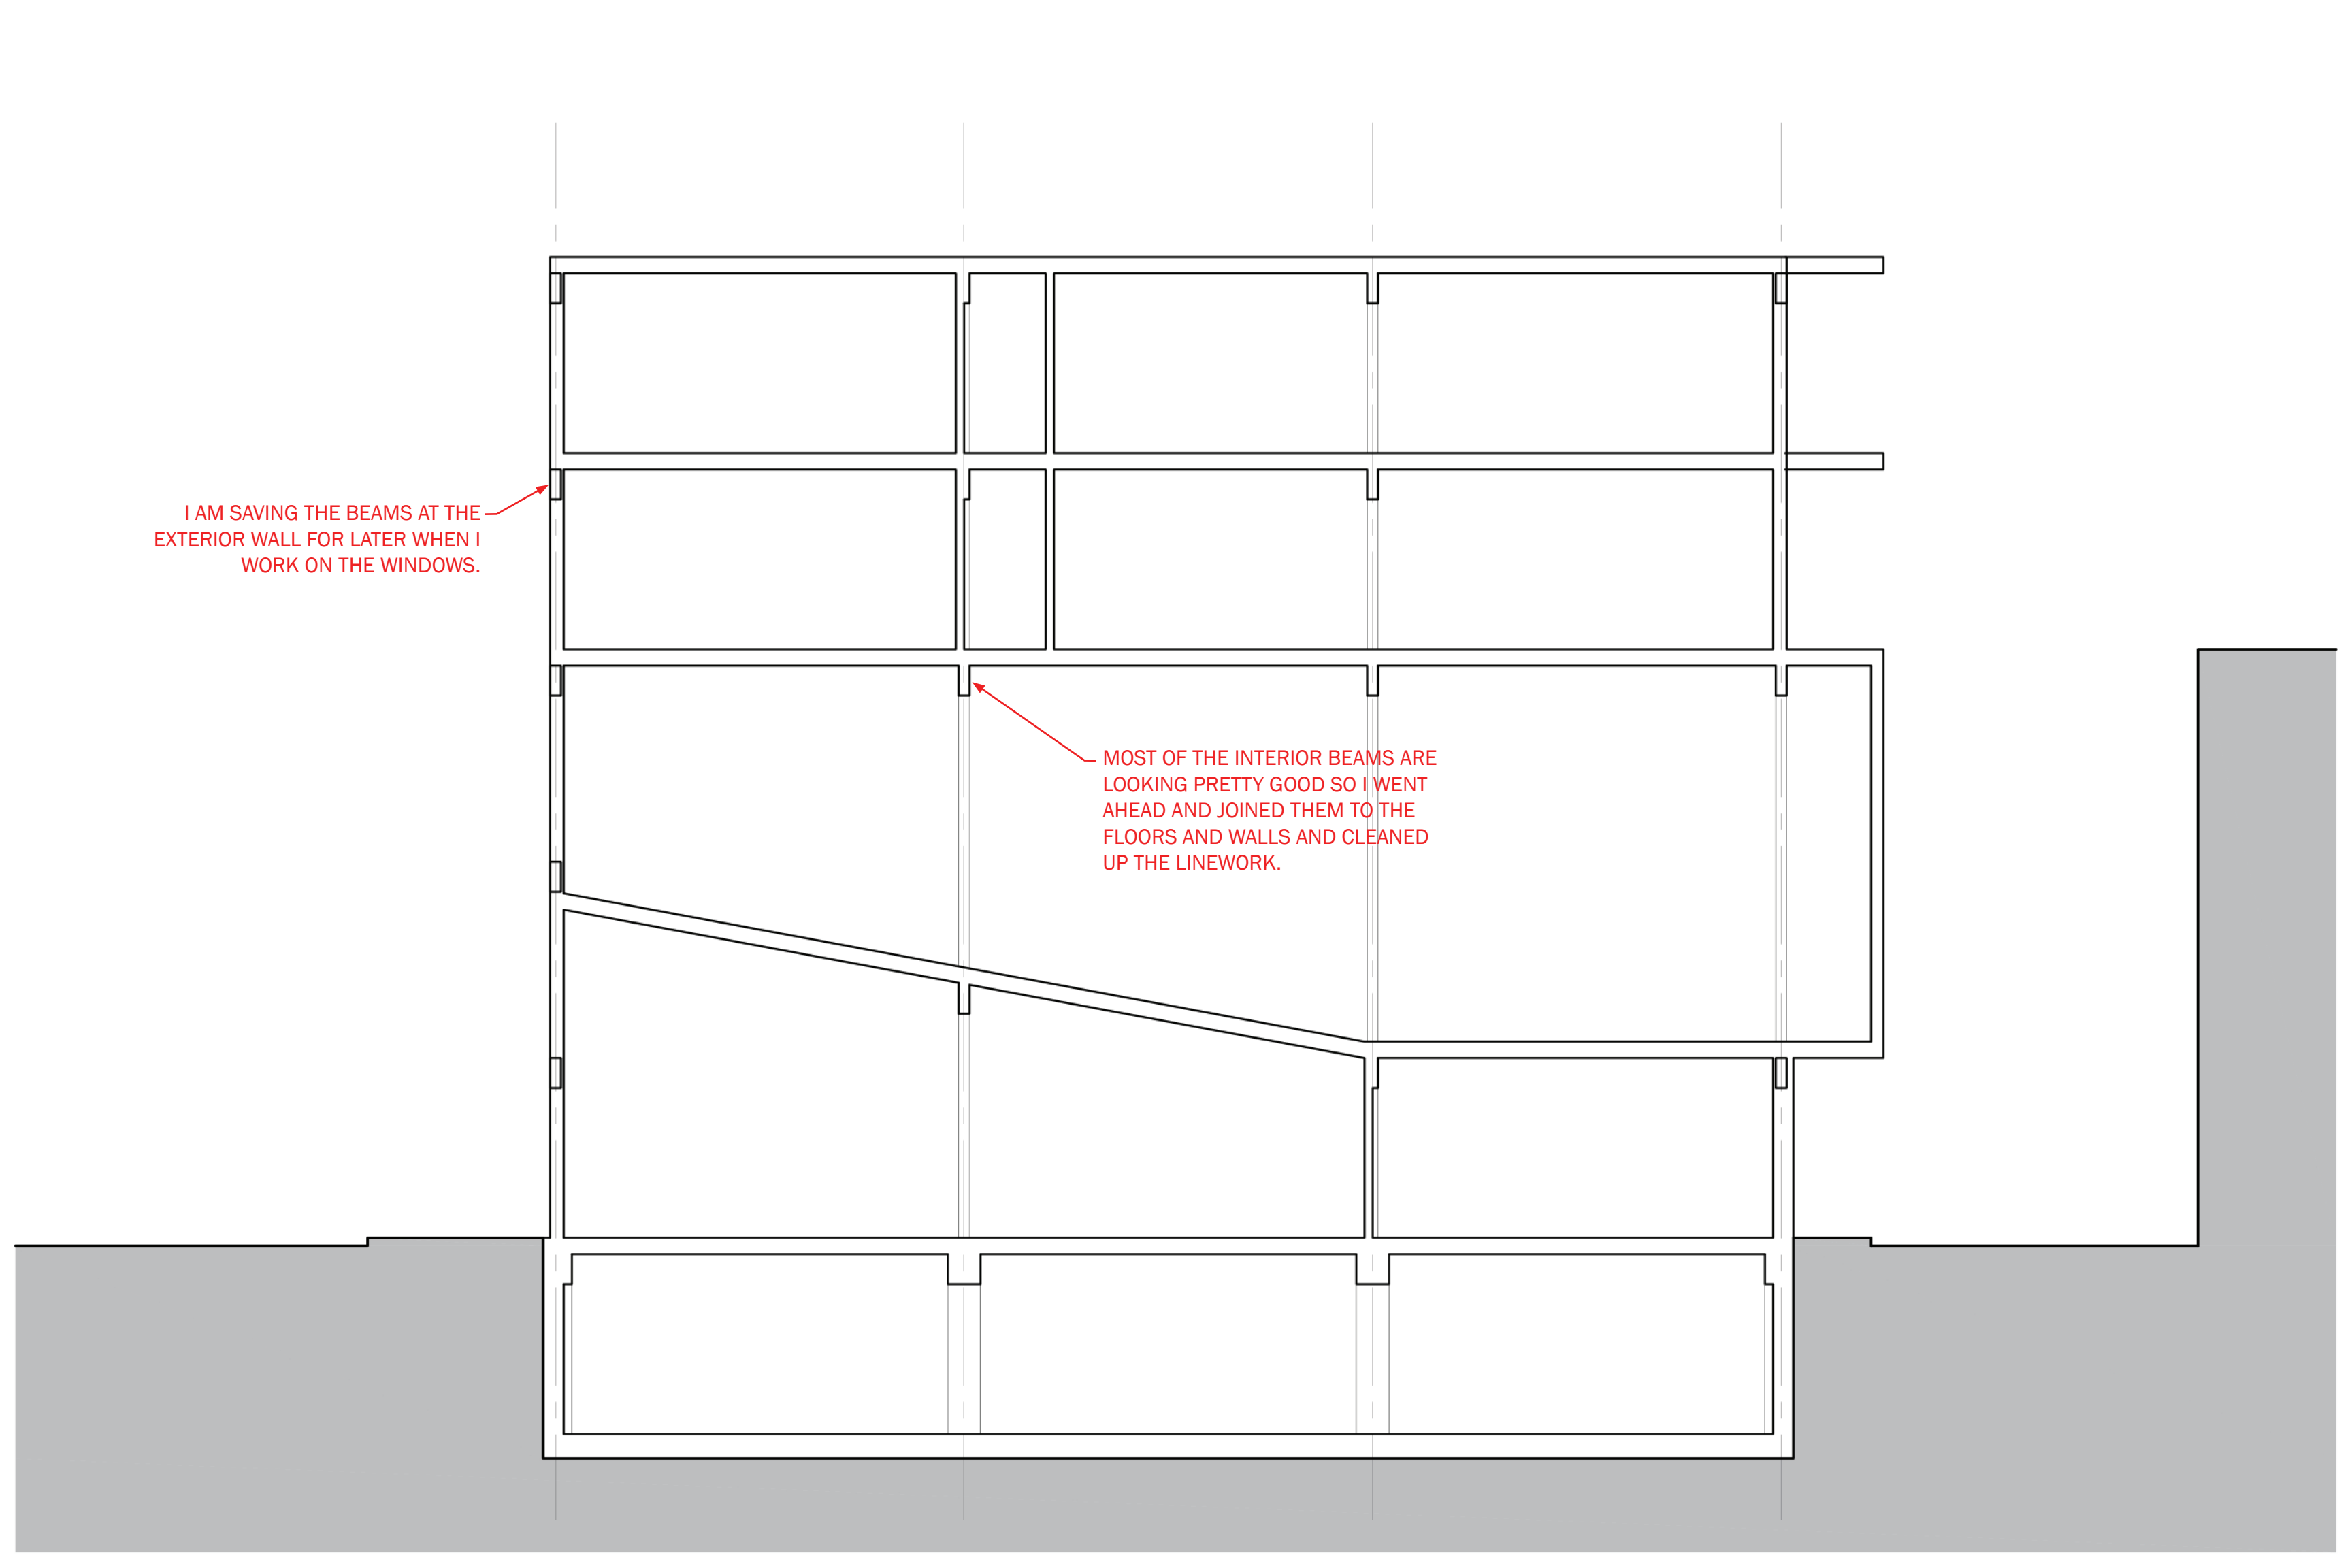 I AM SAVING THE BEAMS AT THE
EXTERIOR WALL FOR LATER WHEN I
WORK ON THE WINDOWS.
MOST OF THE INTERIOR BEAMS ARE
LOOKING PRETTY GOOD SO I WENT
AHEAD AND JOINED THEM TO THE
FLOORS AND WALLS AND CLEANED
UP THE LINEWORK.